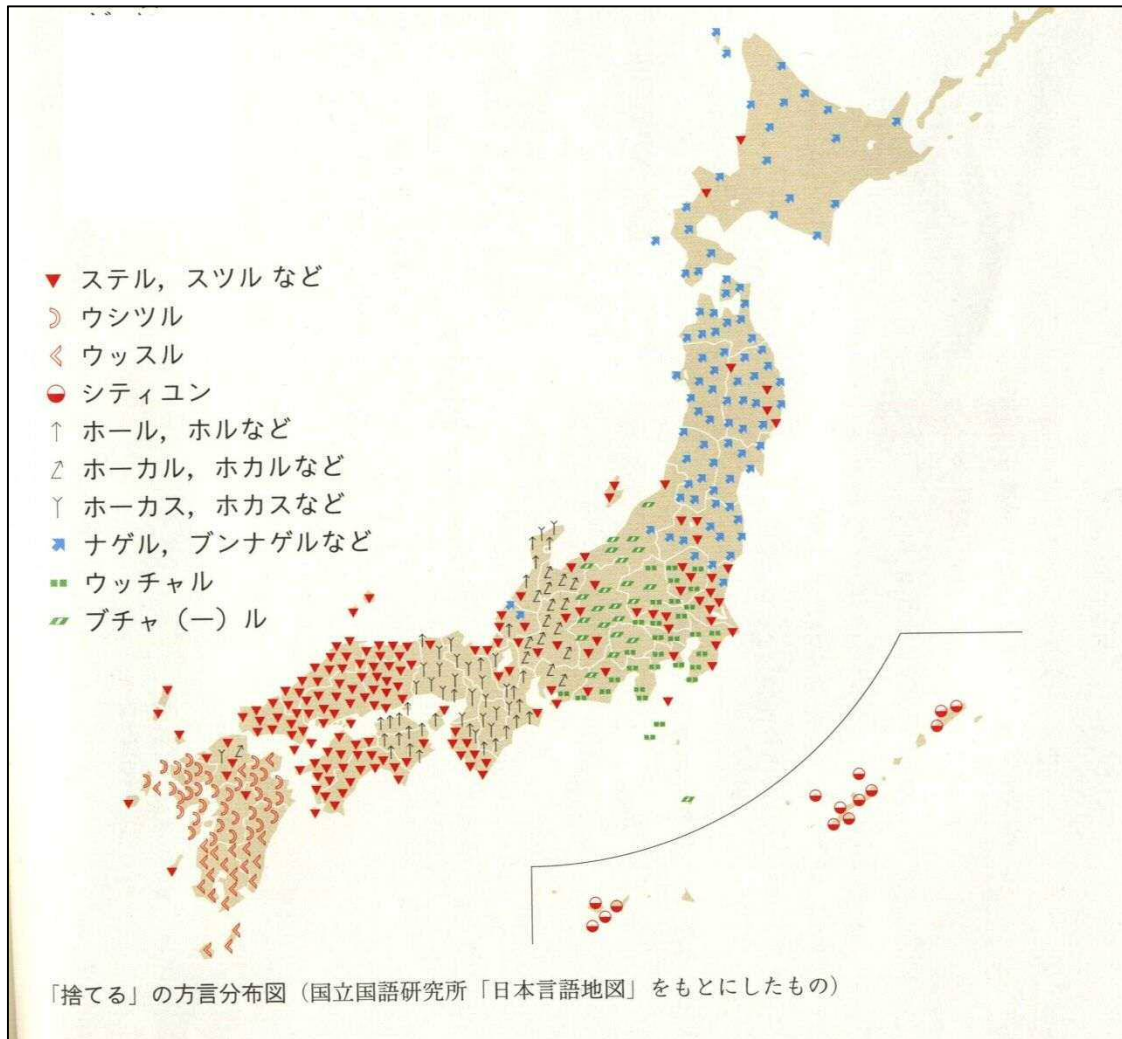 ステル，スツル など
ウシツル
ウッスル
シティユン
ホール，ホルなど
ホーカル，ホカルなど
ホーカス，ホカスなど
ナゲル，ブンナゲルなど
ウッチャル
ブチャ（ー）ル
「捨てる」の方言分布図（国立国語研究所「日本言語地図」をもとにしたもの）